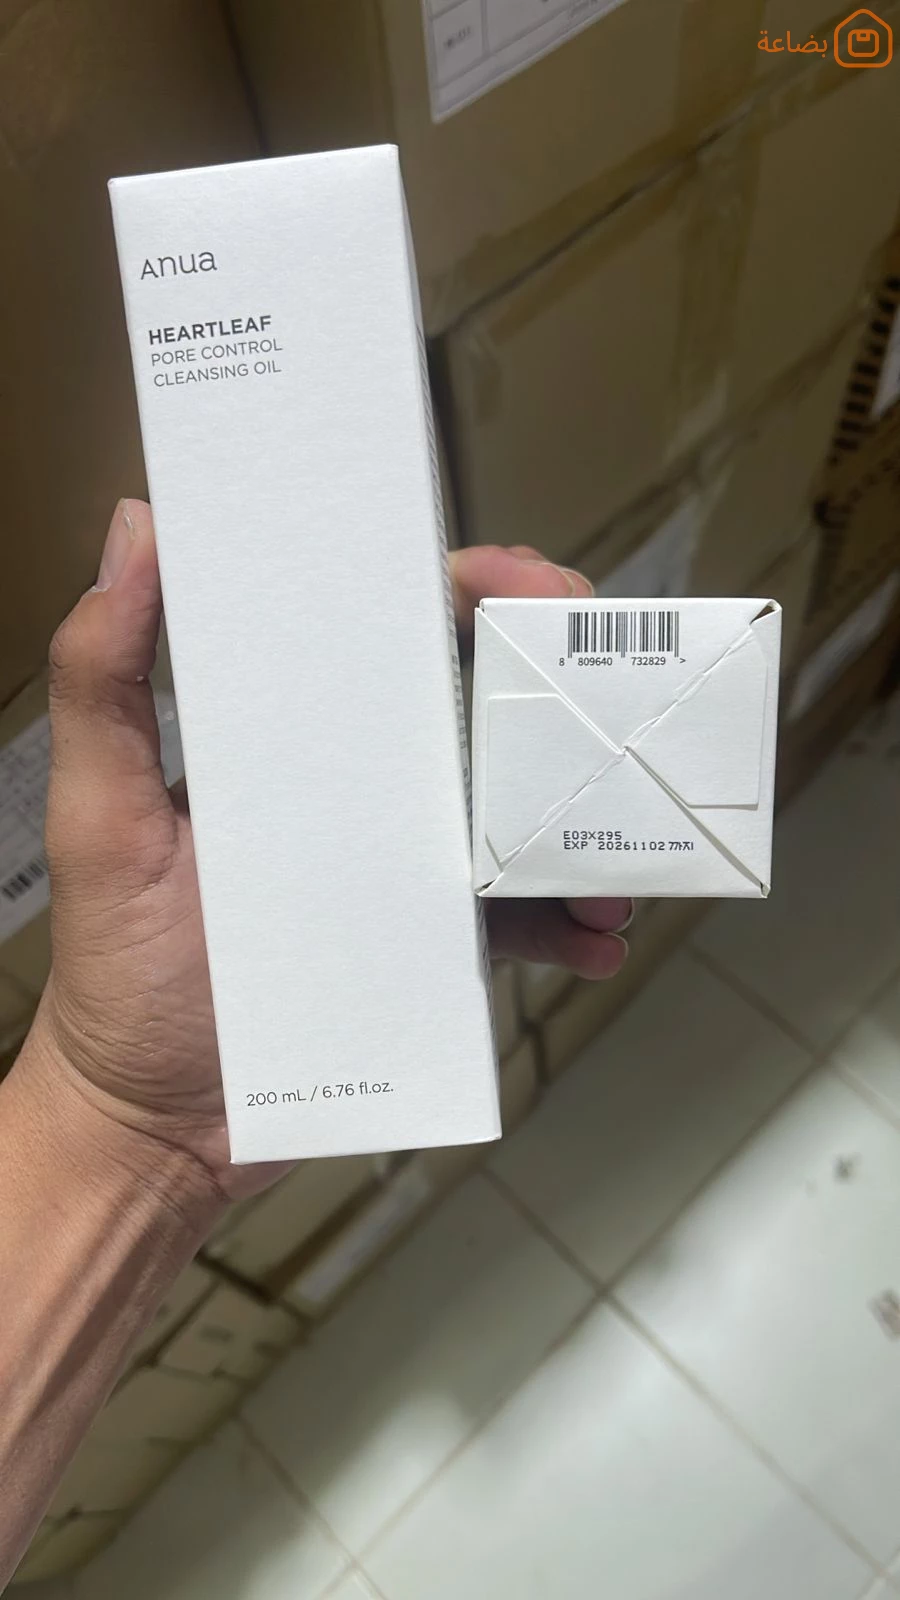 بضاعة
Anua
HEARTLEAF
PORE CONTROL
CLEANSING OIL
200 mL / 6.76 fl.oz.
8 809640 732829 >
E03X295
EXP 20261102 까지